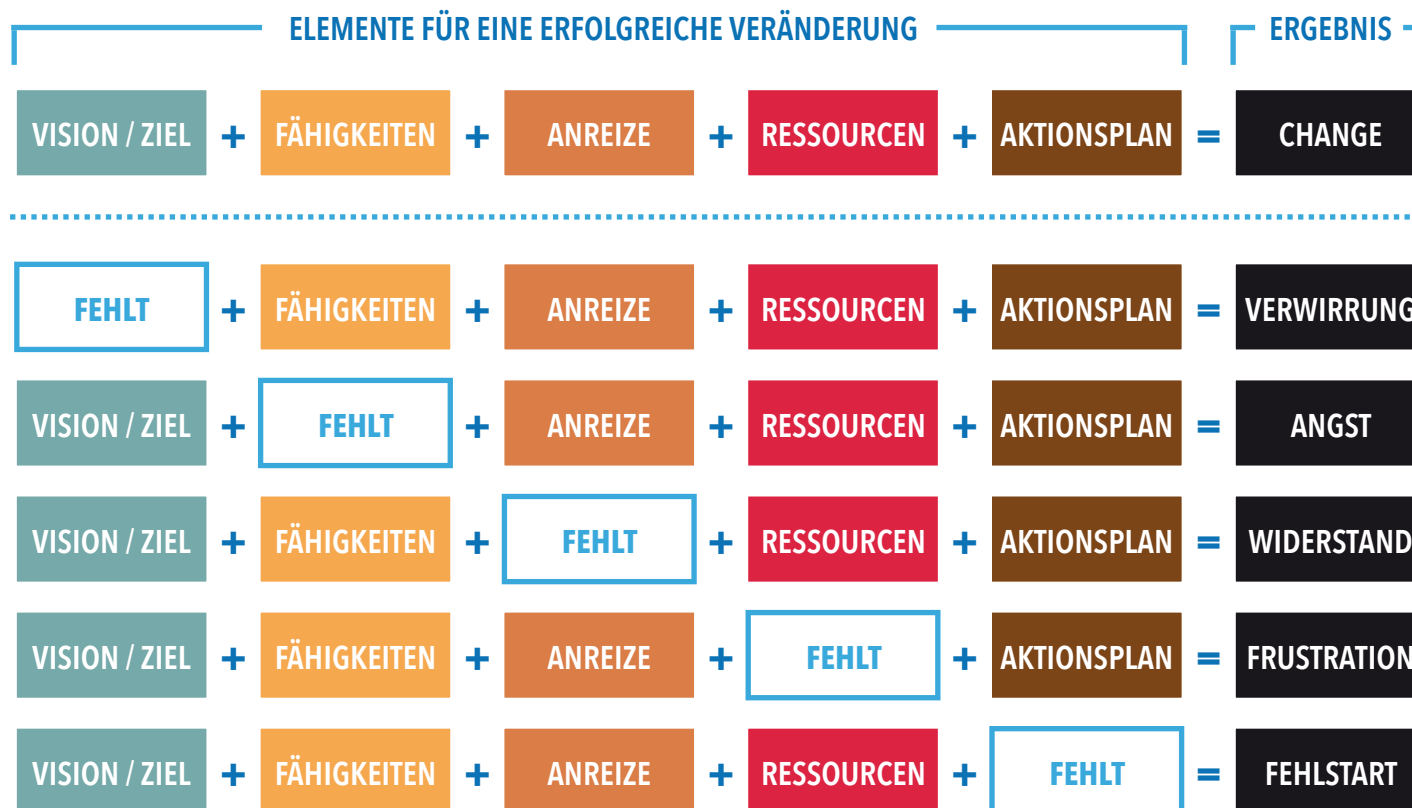 ELEMENTE FÜR EINE ERFOLGREICHE VERÄNDERUNG ERGEBNIS
VISION / ZIEL + FÄHIGKEITEN + ANREIZE + RESSOURCEN + AKTIONSPLAN = CHANGE
FEHLT + FÄHIGKEITEN + ANREIZE + RESSOURCEN + AKTIONSPLAN = VERWIRRUNG
VISION / ZIEL + FEHLT + ANREIZE + RESSOURCEN + AKTIONSPLAN = ANGST
VISION / ZIEL + FÄHIGKEITEN + FEHLT + RESSOURCEN + AKTIONSPLAN = WIDERSTAND
VISION / ZIEL + FÄHIGKEITEN + ANREIZE + FEHLT + AKTIONSPLAN = FRUSTRATION
VISION / ZIEL + FÄHIGKEITEN + ANREIZE + RESSOURCEN + FEHLT = FEHLSTART